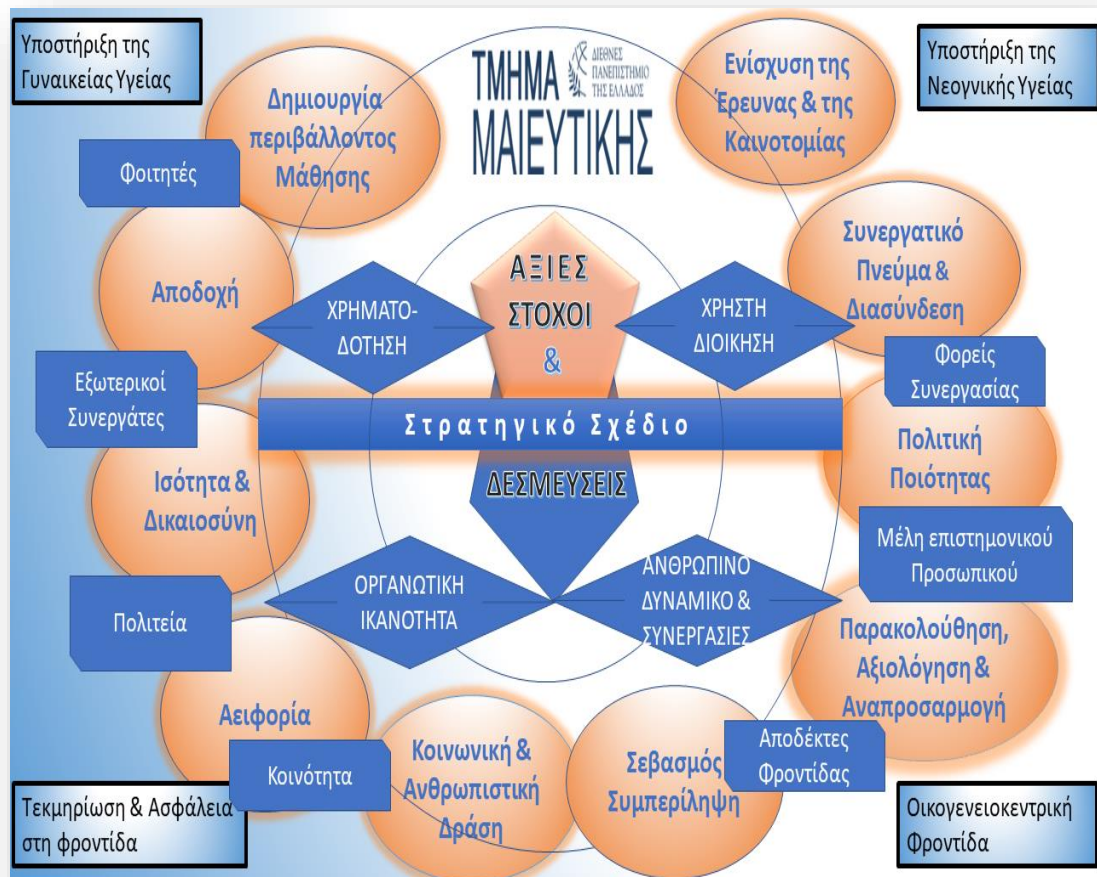 Υποστήριξη της
Γυναικείας Υγείας
ΤΜΗΜΑ
ΔΙΕΘΝΕΣ
ΠΑΝΕΠΙΣΤΗΜΙΟ
ΤΗΣ ΕΛΛΑΔΟΣ
ΜΑΙΕΥΤΙΚΗΣ
Υποστήριξη της
Νεογνικής Υγείας
Δημιουργία
περιβάλλοντος
Μάθησης
Ενίσχυση της
Έρευνας & της
Καινοτομίας
Φοιτητές
Αποδοχή
Συνεργατικό
Πνεύμα &
Διασύνδεση
ΧΡΗΜΑΤΟ-
ΔΟΤΗΣΗ
ΑΞΙΕΣ
ΣΤΟΧΟΙ
&
ΧΡΗΣΤΗ
ΔΙΟΙΚΗΣΗ
Εξωτερικοί
Συνεργάτες
Φορείς
Συνεργασίας
Στρατηγικό Σχέδιο
Πολιτική
Ποιότητας
Ισότητα &
Δικαιοσύνη
ΔΕΣΜΕΥΣΕΙΣ
Μέλη επιστημονικού
Προσωπικού
Πολιτεία
ΟΡΓΑΝΩΤΙΚΗ
ΙΚΑΝΟΤΗΤΑ
ΑΝΘΡΩΠΙΝΟ
ΔΥΝΑΜΙΚΟ &
ΣΥΝΕΡΓΑΣΙΕΣ
Παρακολούθηση,
Αξιολόγηση &
Αναπροσαρμογή
Αειφορία
Κοινότητα
Κοινωνική &
Ανθρωπιστική
Δράση
Σεβασμός
Συμπερίληψη
Αποδέκτες
Φροντίδας
Τεκμηρίωση & Ασφάλεια
στη φροντίδα
Οικογενειοκεντρική
Φροντίδα